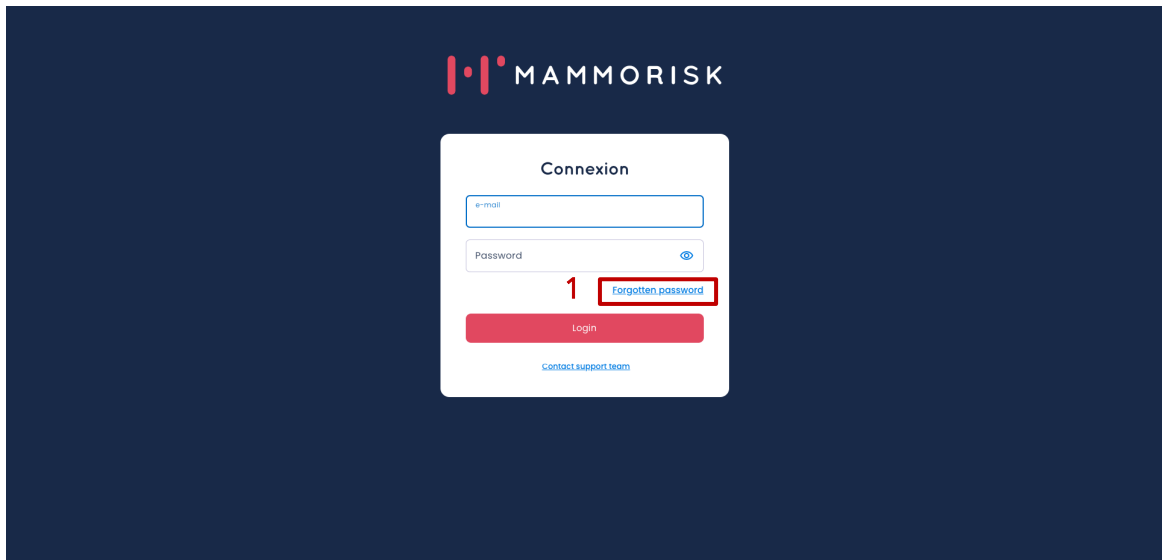 MAMMORISK
Connexion
e-mail
Password
1 Forgotten password
Login
Contact support team